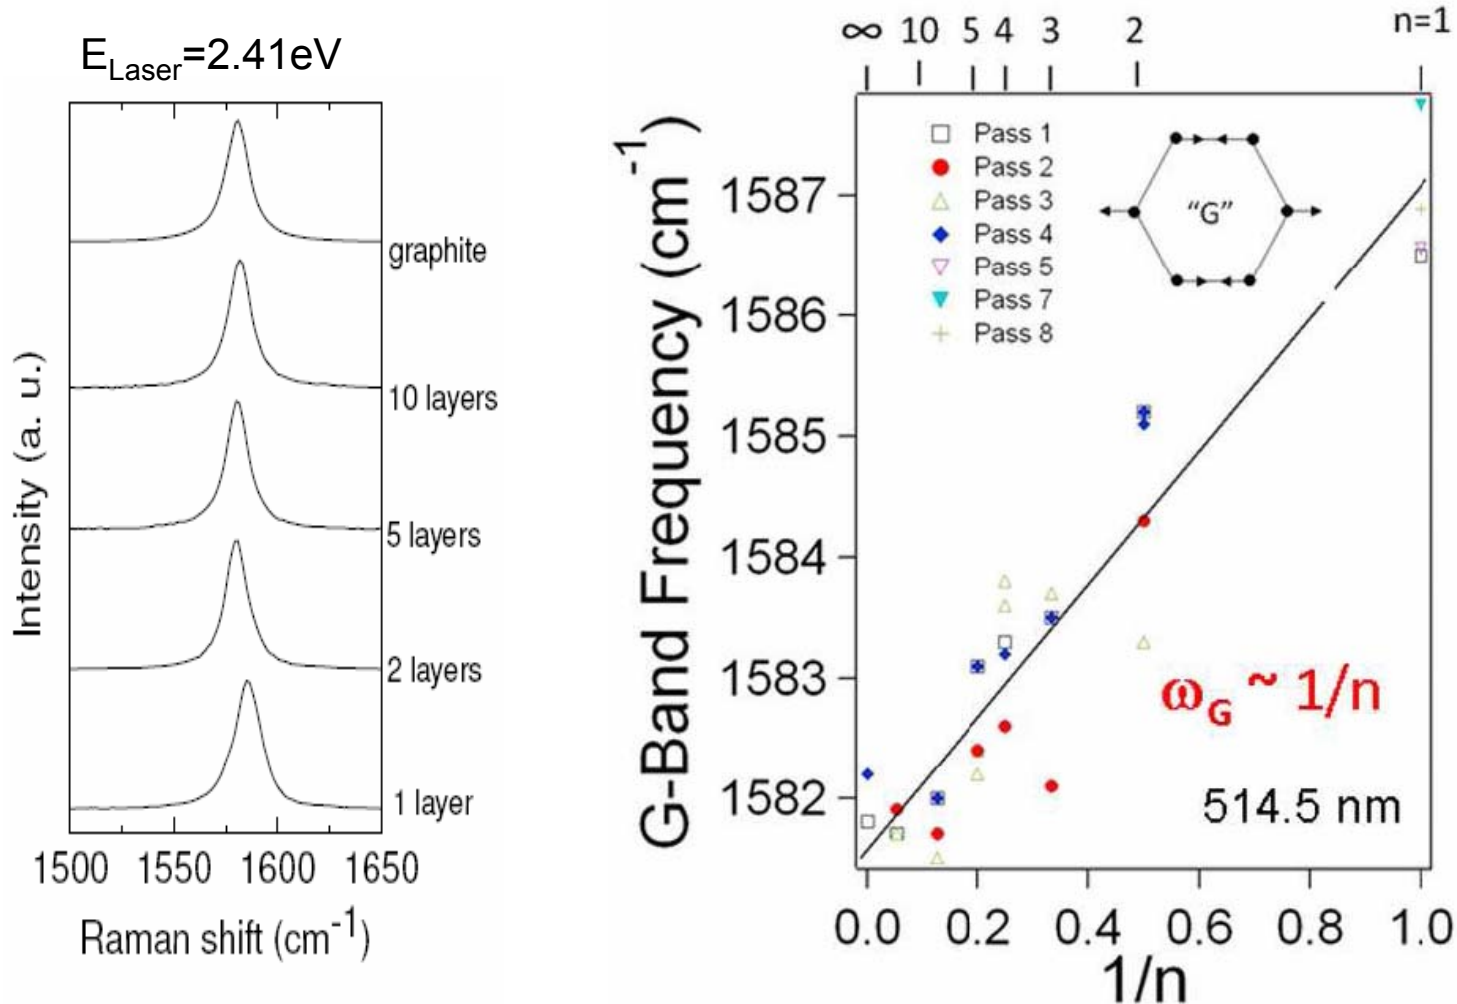 E_Laser=2.41eV
graphite
10 layers
5 layers
2 layers
1 layer
Intensity (a. u.)
1500 1550 1600 1650
Raman shift (cm⁻¹)
∞ 10 5 4 3 2 n=1
Pass 1
Pass 2
Pass 3
Pass 4
Pass 5
Pass 7
Pass 8
“G”
G-Band Frequency (cm⁻¹)
1587
1586
1585
1584
1583
1582
ω_G ~ 1/n
514.5 nm
0.0 0.2 0.4 0.6 0.8 1.0
1/n